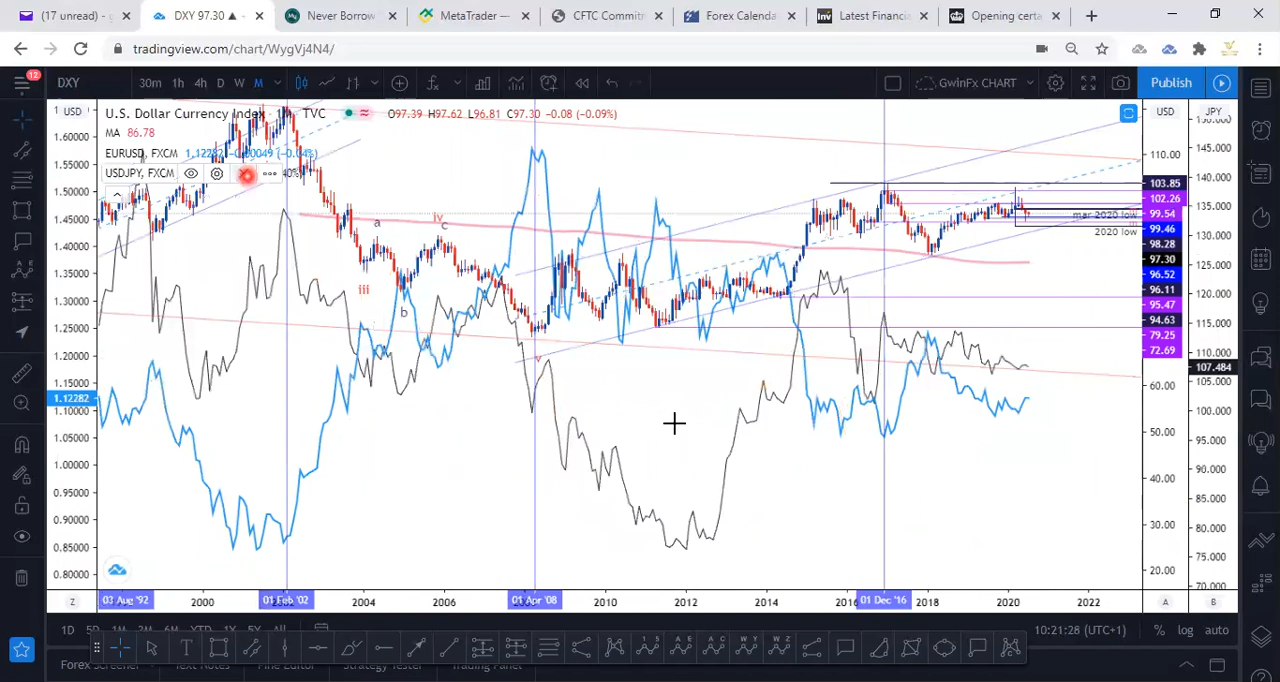 (17 unread) - g
DXY 97.30 ▲
Never Borrow
MetaTrader —
CFTC Commit
Forex Calenda
Latest Financia
Opening certa
tradingview.com/chart/WygVj4N4/
12
DXY
30m 1h 4h D W M
GwlnFx CHART
Publish
USD
U.S. Dollar Currency Index · 1M · TVC
O97.39 H97.62 L96.81 C97.30 -0.08 (-0.09%)
MA 86.78
EURUSD, FXCM 1.12282 -0.00049 (-0.04%)
USDJPY, FXCM
40%)
1.60000
1.55000
1.50000
1.45000
1.40000
1.35000
1.30000
1.25000
1.20000
1.15000
1.12282
1.10000
1.05000
1.00000
0.95000
0.90000
0.85000
0.80000
a
iv
c
iii
b
v
mar 2020 low
2020 low
USD
110.00
103.85
102.26
99.54
99.46
98.28
97.30
96.52
96.11
95.47
94.63
79.25
72.69
60.00
50.00
40.00
30.00
20.00
JPY
150.000
145.000
140.000
135.000
130.000
125.000
120.000
115.000
110.000
107.484
105.000
100.000
95.000
90.000
85.000
80.000
75.000
70.000
Z
03 Aug '92
2000
01 Feb '02
2004
2006
01 Apr '08
2010
2012
2014
2016
01 Dec '16
2018
2020
2022
A
B
1D 5D 1M 3M 6M YTD 1Y 5Y All
10:21:28 (UTC+1)
% log auto
Forex Screener
Text Notes
Pine Editor
Strategy Tester
Trading Panel